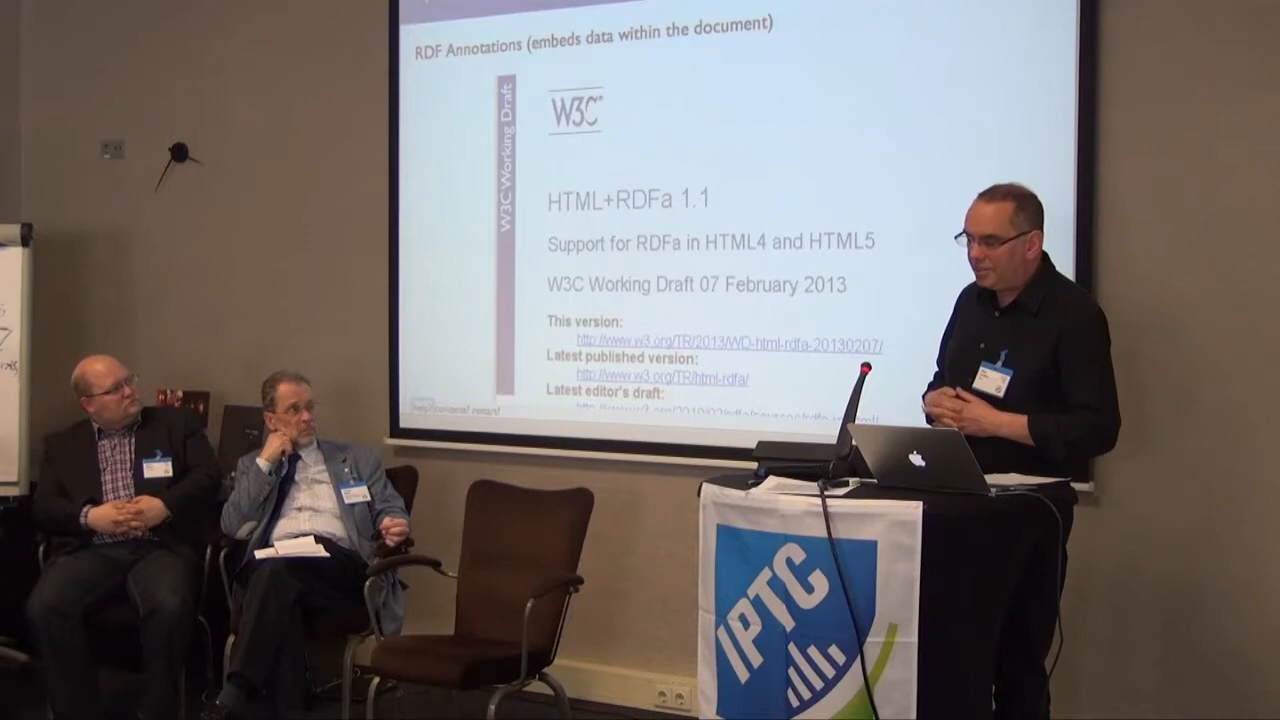 RDF Annotations (embeds data within the document)
W3C Working Draft
W3C
HTML+RDFa 1.1
Support for RDFa in HTML4 and HTML5
W3C Working Draft 07 February 2013
This version:
http://www.w3.org/TR/2013/WD-html-rdfa-20130207/
Latest published version:
http://www.w3.org/TR/html-rdfa/
Latest editor's draft:
IPTC